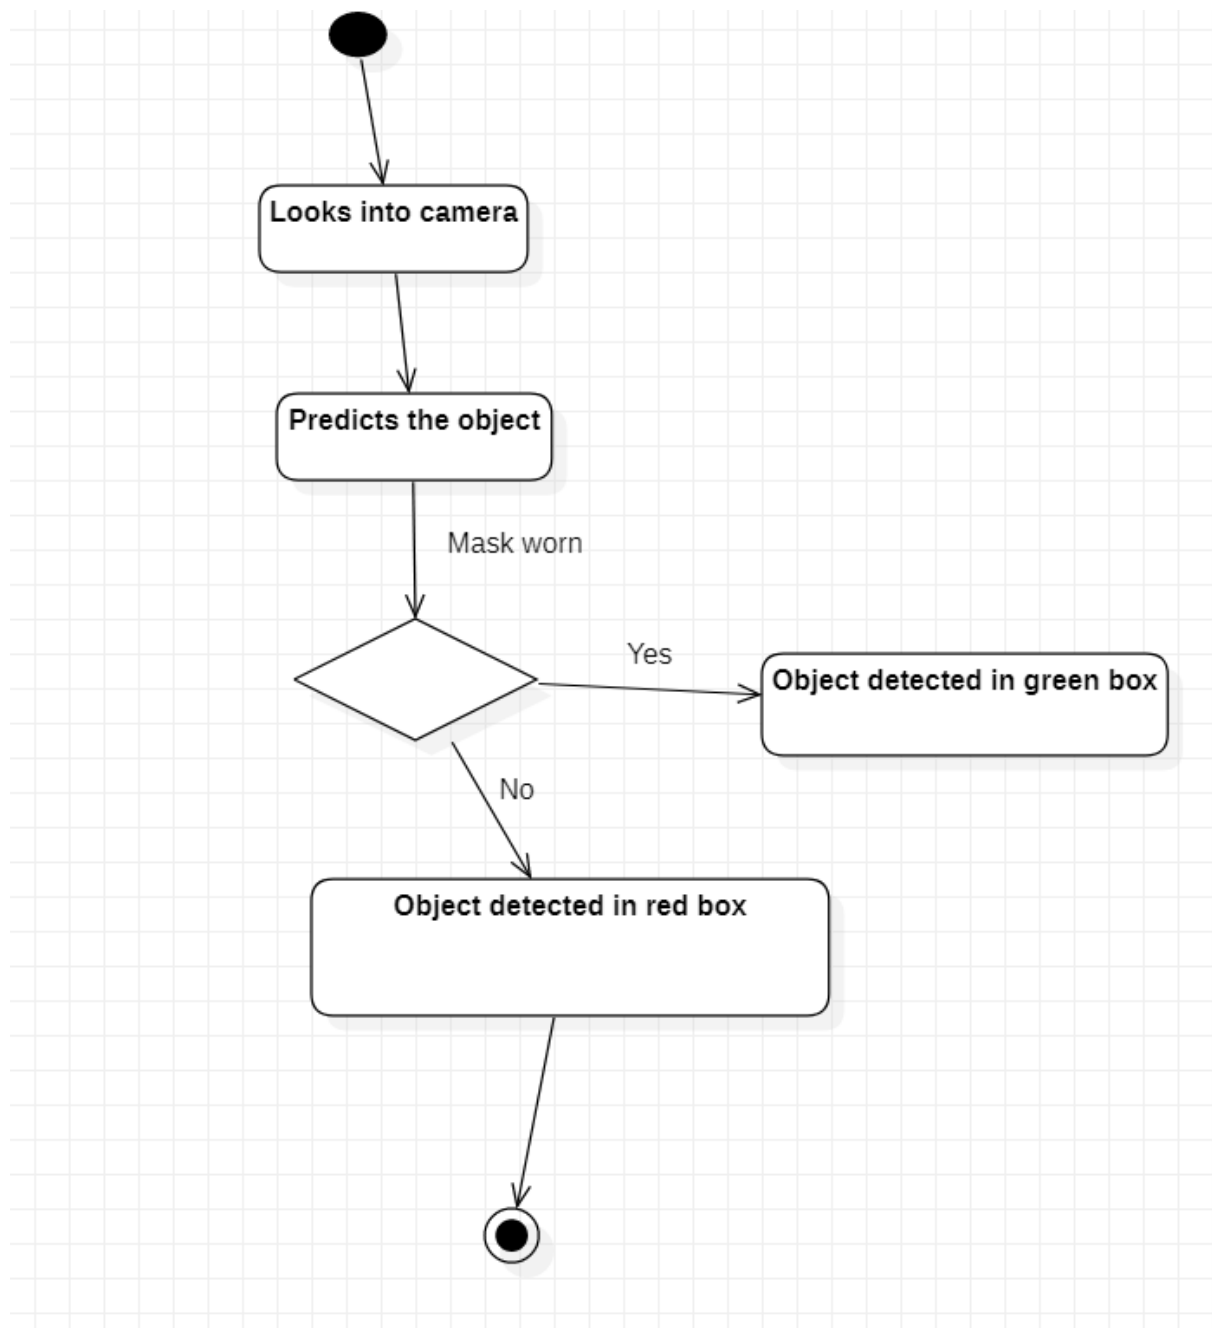 Looks into camera
Predicts the object
Mask worn
Yes
Object detected in green box
No
Object detected in red box